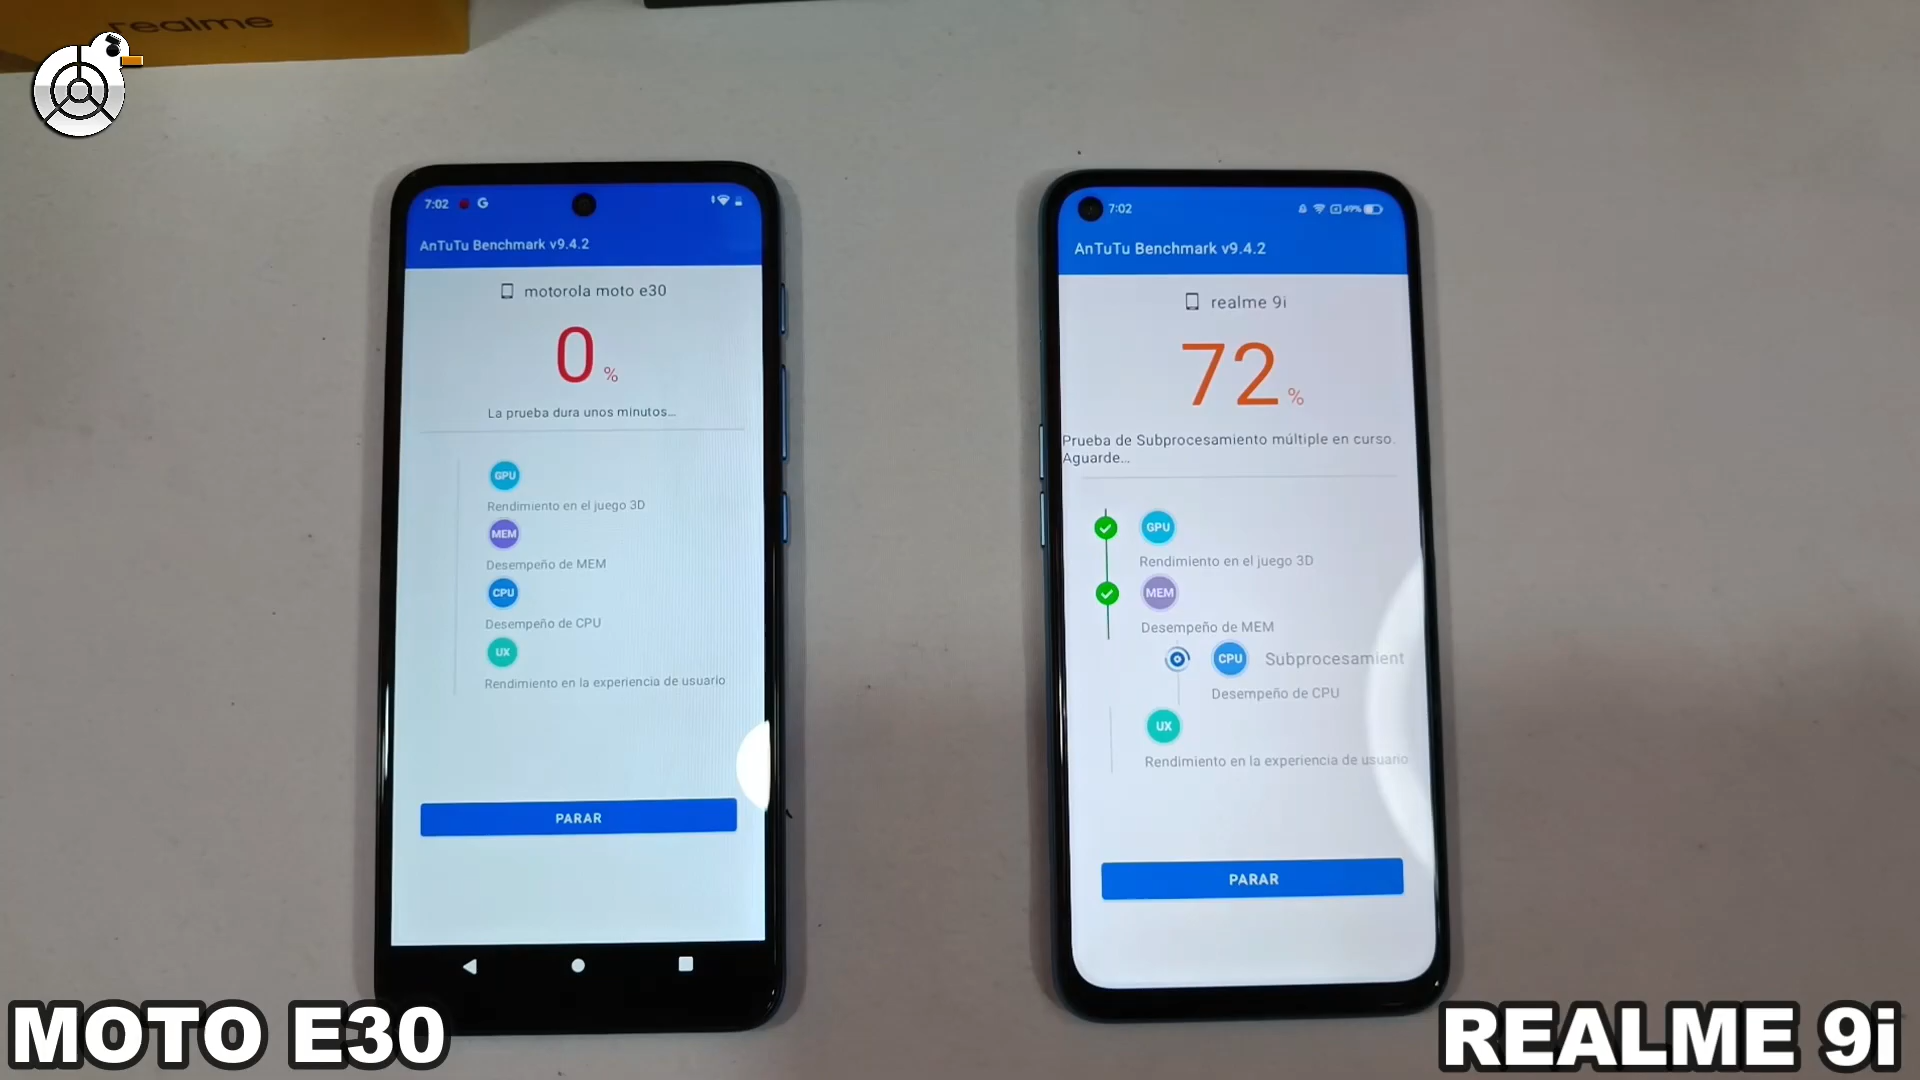 realme
7:02
AnTuTu Benchmark v9.4.2
motorola moto e30
0 %
La prueba dura unos minutos...
GPU
Rendimiento en el juego 3D
MEM
Desempeño de MEM
CPU
Desempeño de CPU
UX
Rendimiento en la experiencia de usuario
PARAR
7:02
49%
AnTuTu Benchmark v9.4.2
realme 9i
72 %
Prueba de Subprocesamiento múltiple en curso.
Aguarde...
GPU
Rendimiento en el juego 3D
MEM
Desempeño de MEM
CPU Subprocesamient
Desempeño de CPU
UX
Rendimiento en la experiencia de usuario
PARAR
MOTO E30
REALME 9i